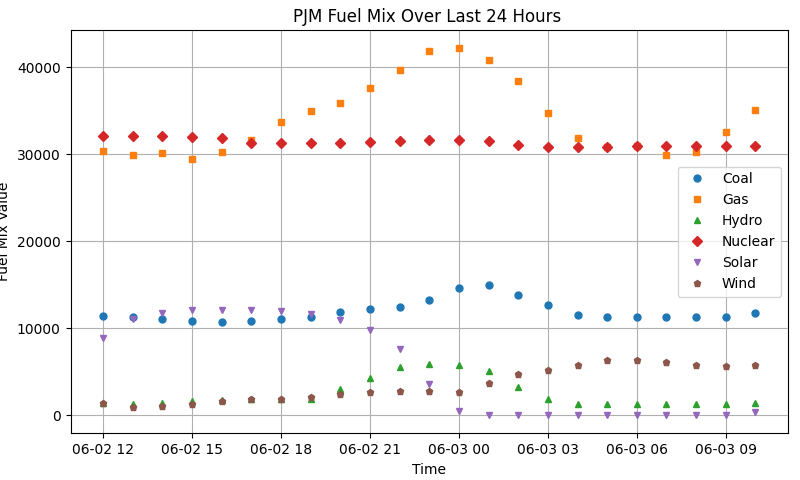 PJM Fuel Mix Over Last 24 Hours
40000
30000
20000
10000
0
Fuel Mix Value
Coal
Gas
Hydro
Nuclear
Solar
Wind
06-02 12
06-02 15
06-02 18
06-02 21
06-03 00
06-03 03
06-03 06
06-03 09
Time